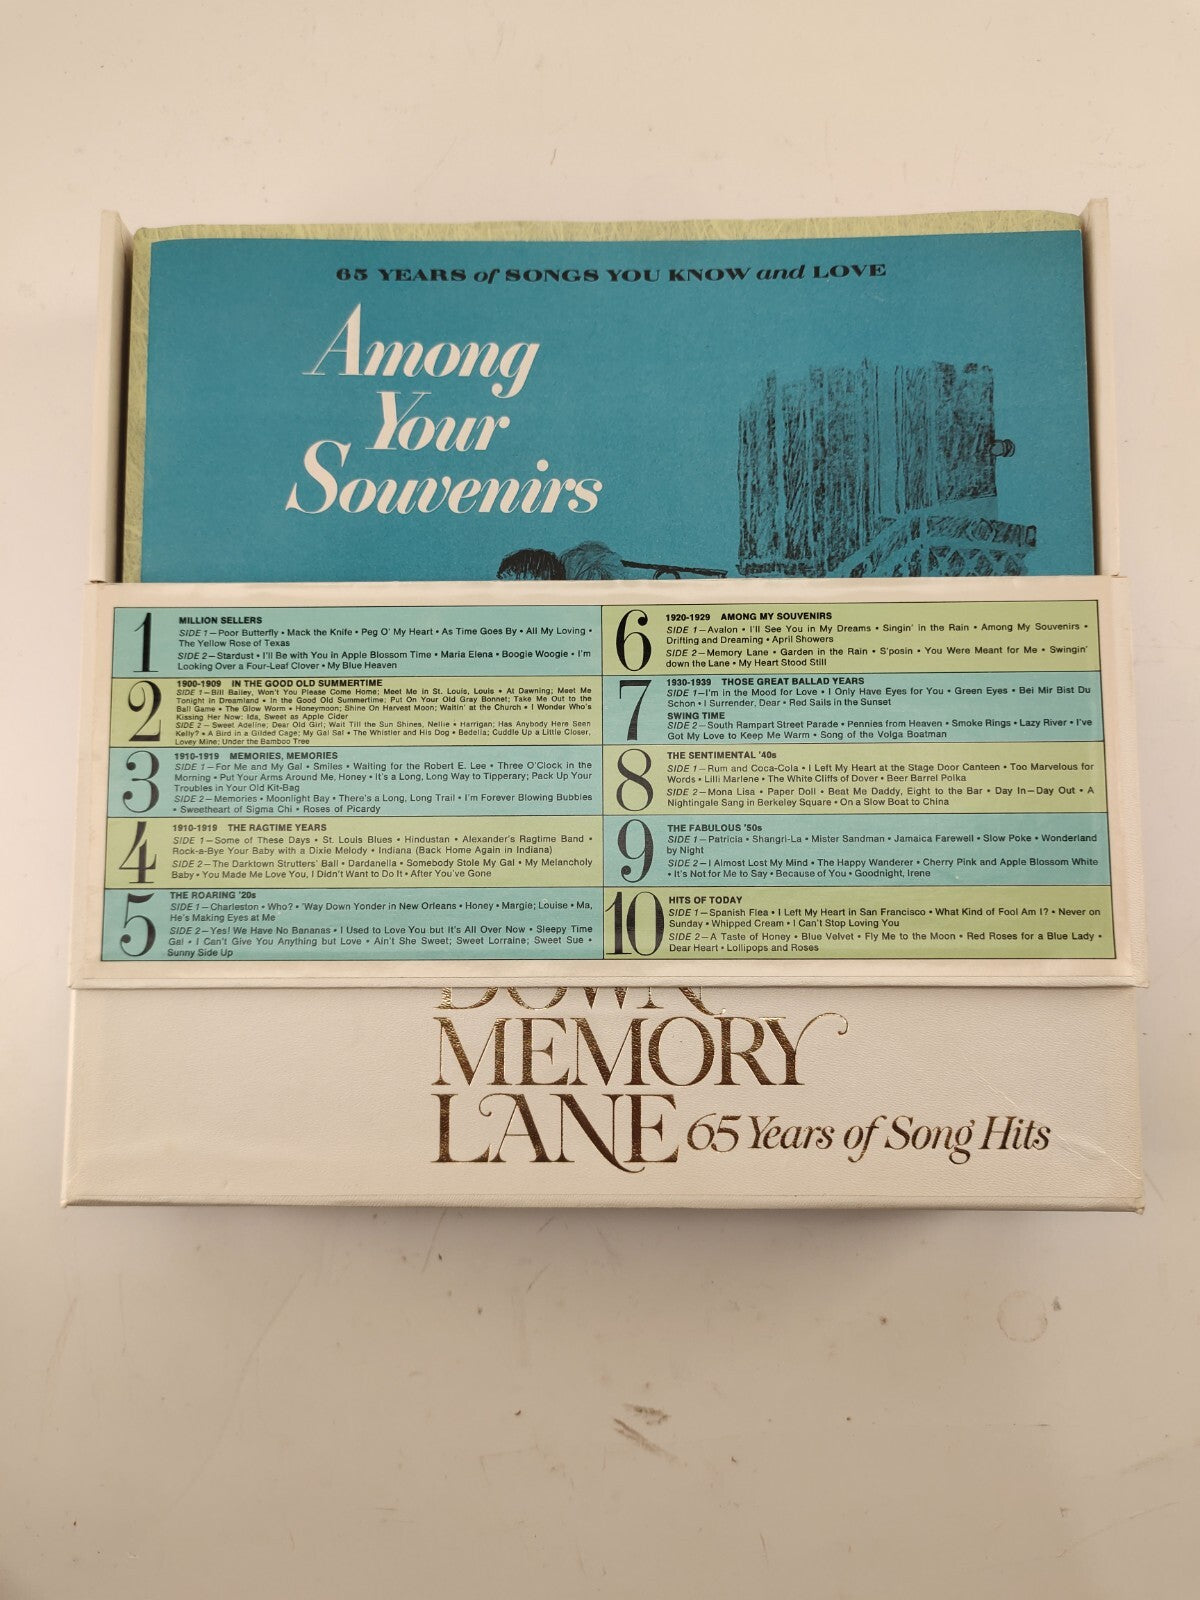 65 YEARS of SONGS YOU KNOW and LOVE
Among
Your
Souvenirs
1
MILLION SELLERS
SIDE 1—Poor Butterfly • Mack the Knife • Peg O' My Heart • As Time Goes By • All My Loving •
The Yellow Rose of Texas
SIDE 2—Stardust • I'll Be with You in Apple Blossom Time • Maria Elena • Boogie Woogie • I'm
Looking Over a Four-Leaf Clover • My Blue Heaven
2
1900-1909 IN THE GOOD OLD SUMMERTIME
SIDE 1—Bill Bailey, Won't You Please Come Home; Meet Me in St. Louis, Louis • At Dawning; Meet Me
Tonight in Dreamland • In the Good Old Summertime; Put On Your Old Gray Bonnet; Take Me Out to the
Ball Game • The Glow Worm • Honeymoon; Shine On Harvest Moon; Waitin' at the Church • I Wonder Who's
Kissing Her Now; Ida, Sweet as Apple Cider
SIDE 2—Sweet Adeline; Dear Old Girl; Wait Till the Sun Shines, Nellie • Harrigan; Has Anybody Here Seen
Kelly? • A Bird in a Gilded Cage; My Gal Sal • The Whistler and His Dog • Bedelia; Cuddle Up a Little Closer,
Lovey Mine; Under the Bamboo Tree
3
1910-1919 MEMORIES, MEMORIES
SIDE 1—For Me and My Gal • Smiles • Waiting for the Robert E. Lee • Three O'Clock in the
Morning • Put Your Arms Around Me, Honey • It's a Long, Long Way to Tipperary; Pack Up Your
Troubles in Your Old Kit-Bag
SIDE 2—Memories • Moonlight Bay • There's a Long, Long Trail • I'm Forever Blowing Bubbles
• Sweetheart of Sigma Chi • Roses of Picardy
4
1910-1919 THE RAGTIME YEARS
SIDE 1—Some of These Days • St. Louis Blues • Hindustan • Alexander's Ragtime Band •
Rock-a-Bye Your Baby with a Dixie Melody • Indiana (Back Home Again in Indiana)
SIDE 2—The Darktown Strutters' Ball • Dardanella • Somebody Stole My Gal • My Melancholy
Baby • You Made Me Love You, I Didn't Want to Do It • After You've Gone
5
THE ROARING '20s
SIDE 1—Charleston • Who? • 'Way Down Yonder in New Orleans • Honey • Margie; Louise • Ma,
He's Making Eyes at Me
SIDE 2—Yes! We Have No Bananas • I Used to Love You but It's All Over Now • Sleepy Time
Gal • I Can't Give You Anything but Love • Ain't She Sweet; Sweet Lorraine; Sweet Sue •
Sunny Side Up
6
1920-1929 AMONG MY SOUVENIRS
SIDE 1—Avalon • I'll See You in My Dreams • Singin' in the Rain • Among My Souvenirs •
Drifting and Dreaming • April Showers
SIDE 2—Memory Lane • Garden in the Rain • S'posin • You Were Meant for Me • Swingin'
down the Lane • My Heart Stood Still
7
1930-1939 THOSE GREAT BALLAD YEARS
SIDE 1—I'm in the Mood for Love • I Only Have Eyes for You • Green Eyes • Bei Mir Bist Du
Schon • I Surrender, Dear • Red Sails in the Sunset
SWING TIME
SIDE 2—South Rampart Street Parade • Pennies from Heaven • Smoke Rings • Lazy River • I've
Got My Love to Keep Me Warm • Song of the Volga Boatman
8
THE SENTIMENTAL '40s
SIDE 1—Rum and Coca-Cola • I Left My Heart at the Stage Door Canteen • Too Marvelous for
Words • Lilli Marlene • The White Cliffs of Dover • Beer Barrel Polka
SIDE 2—Mona Lisa • Paper Doll • Beat Me Daddy, Eight to the Bar • Day In—Day Out • A
Nightingale Sang in Berkeley Square • On a Slow Boat to China
9
THE FABULOUS '50s
SIDE 1—Patricia • Shangri-La • Mister Sandman • Jamaica Farewell • Slow Poke • Wonderland
by Night
SIDE 2—I Almost Lost My Mind • The Happy Wanderer • Cherry Pink and Apple Blossom White
• It's Not for Me to Say • Because of You • Goodnight, Irene
10
HITS OF TODAY
SIDE 1—Spanish Flea • I Left My Heart in San Francisco • What Kind of Fool Am I? • Never on
Sunday • Whipped Cream • I Can't Stop Loving You
SIDE 2—A Taste of Honey • Blue Velvet • Fly Me to the Moon • Red Roses for a Blue Lady •
Dear Heart • Lollipops and Roses
DOWN
MEMORY
LANE 65 Years of Song Hits